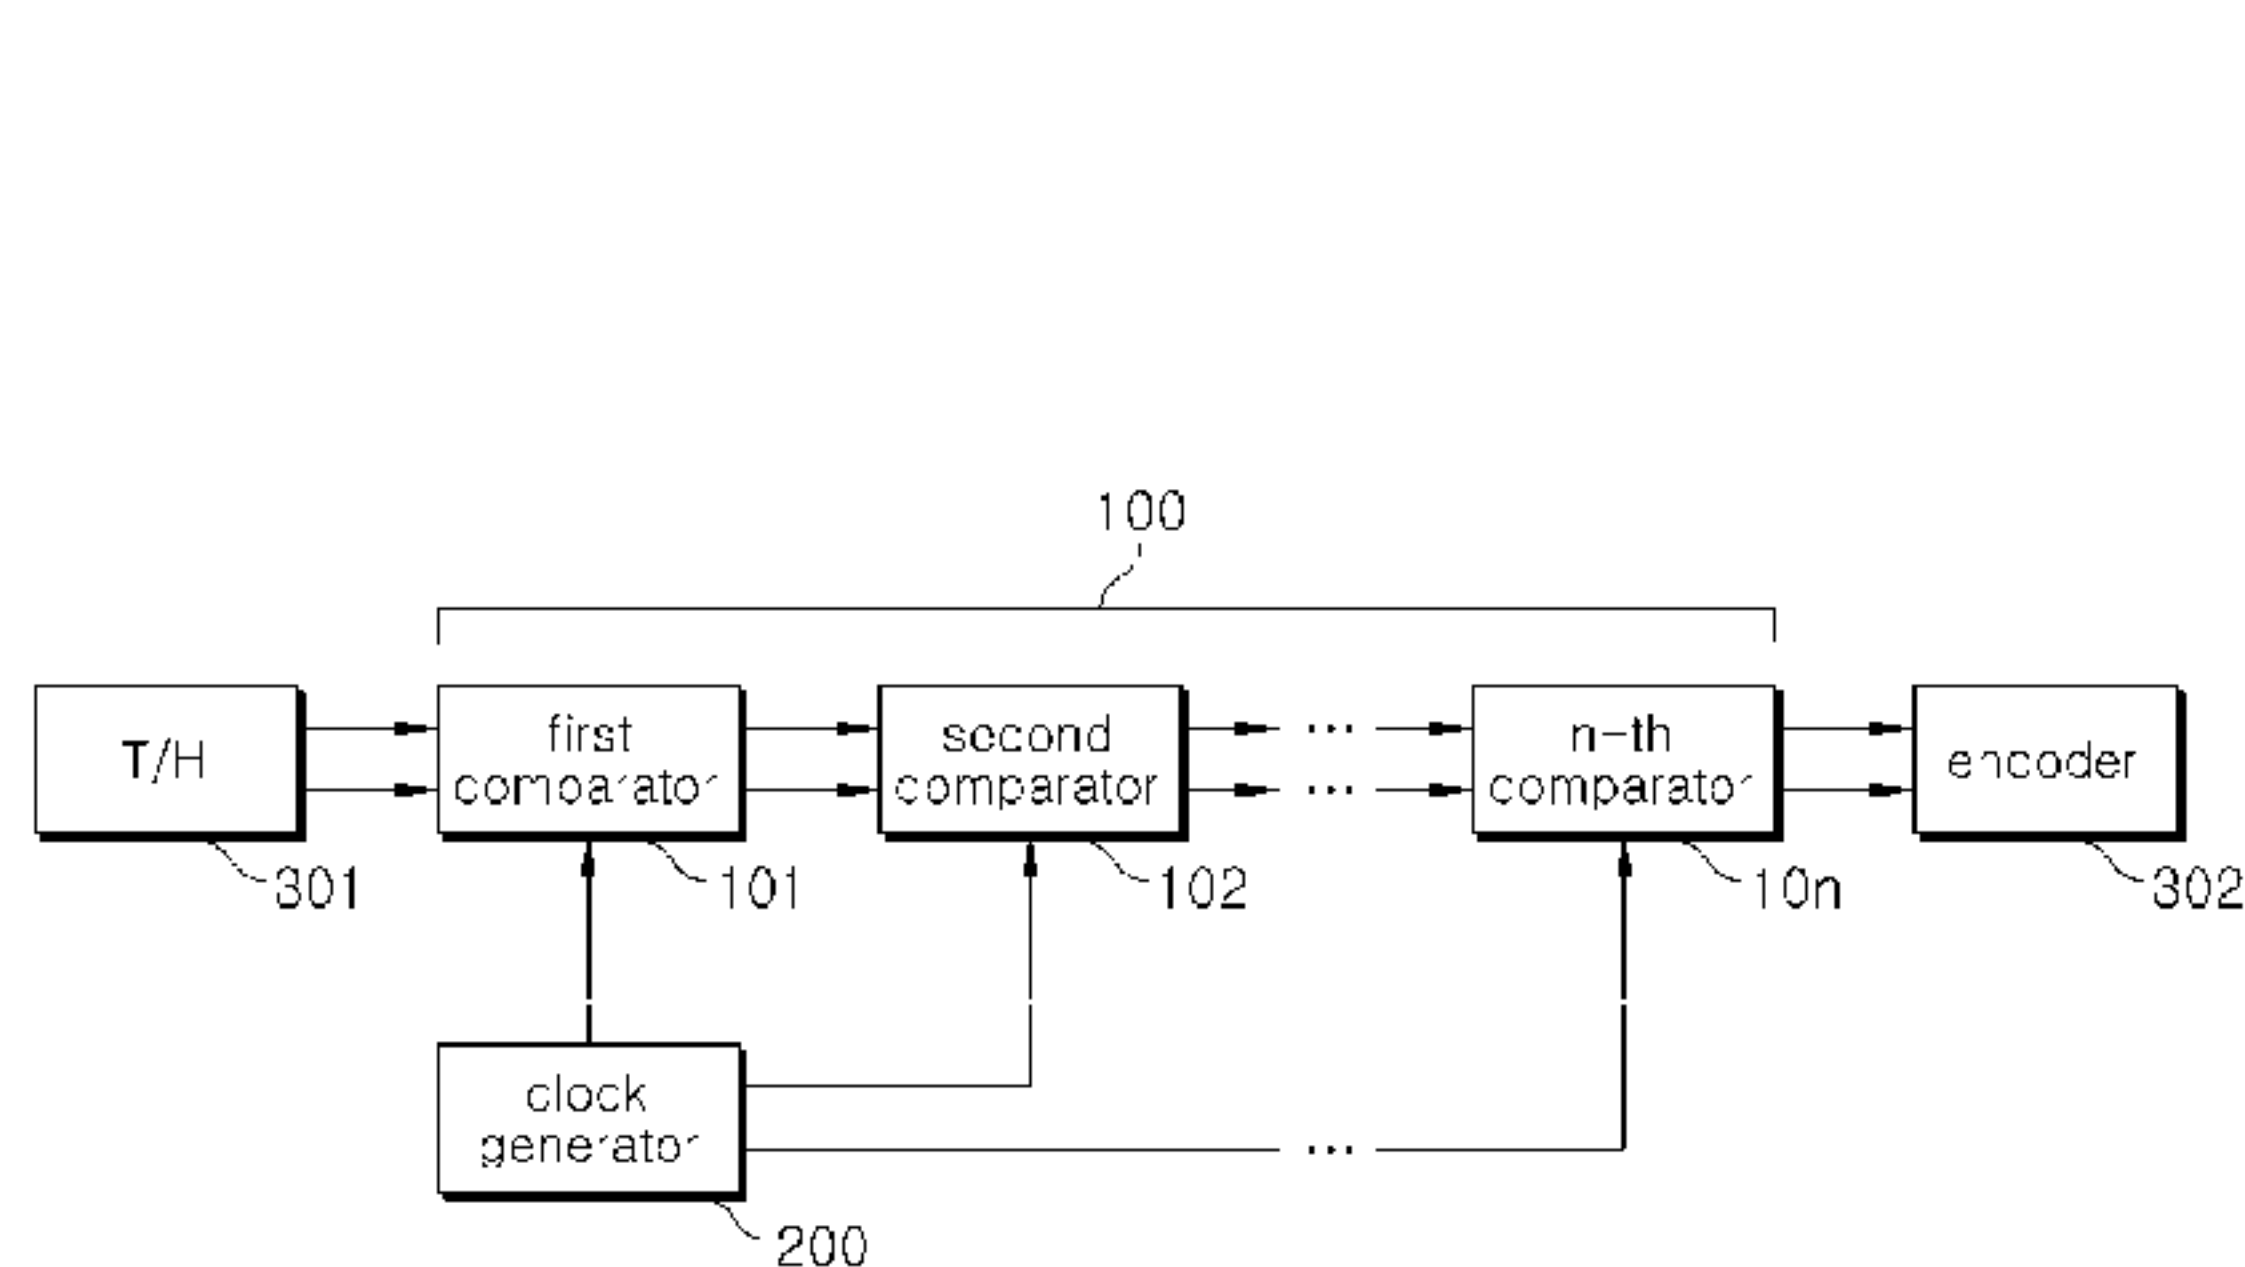 100
T/H
first
comparator
second
comparator
...
...
n-th
comparator
encoder
301
101
102
10n
302
clock
generator
...
200